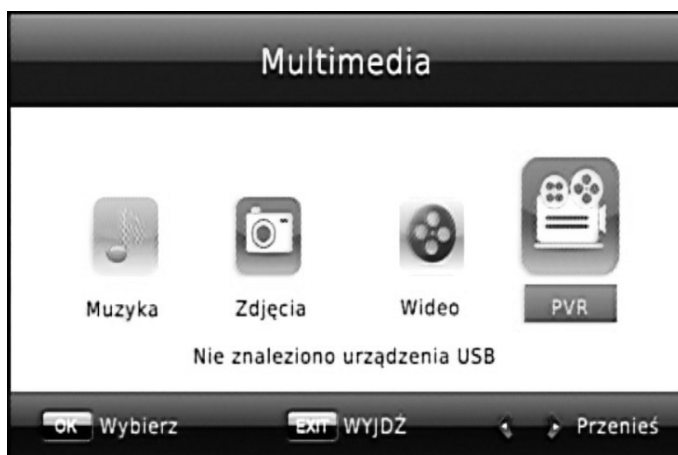 Multimedia
Muzyka Zdjęcia Wideo PVR
Nie znaleziono urządzenia USB
OK Wybierz EXIT WYJDŹ Przenieś